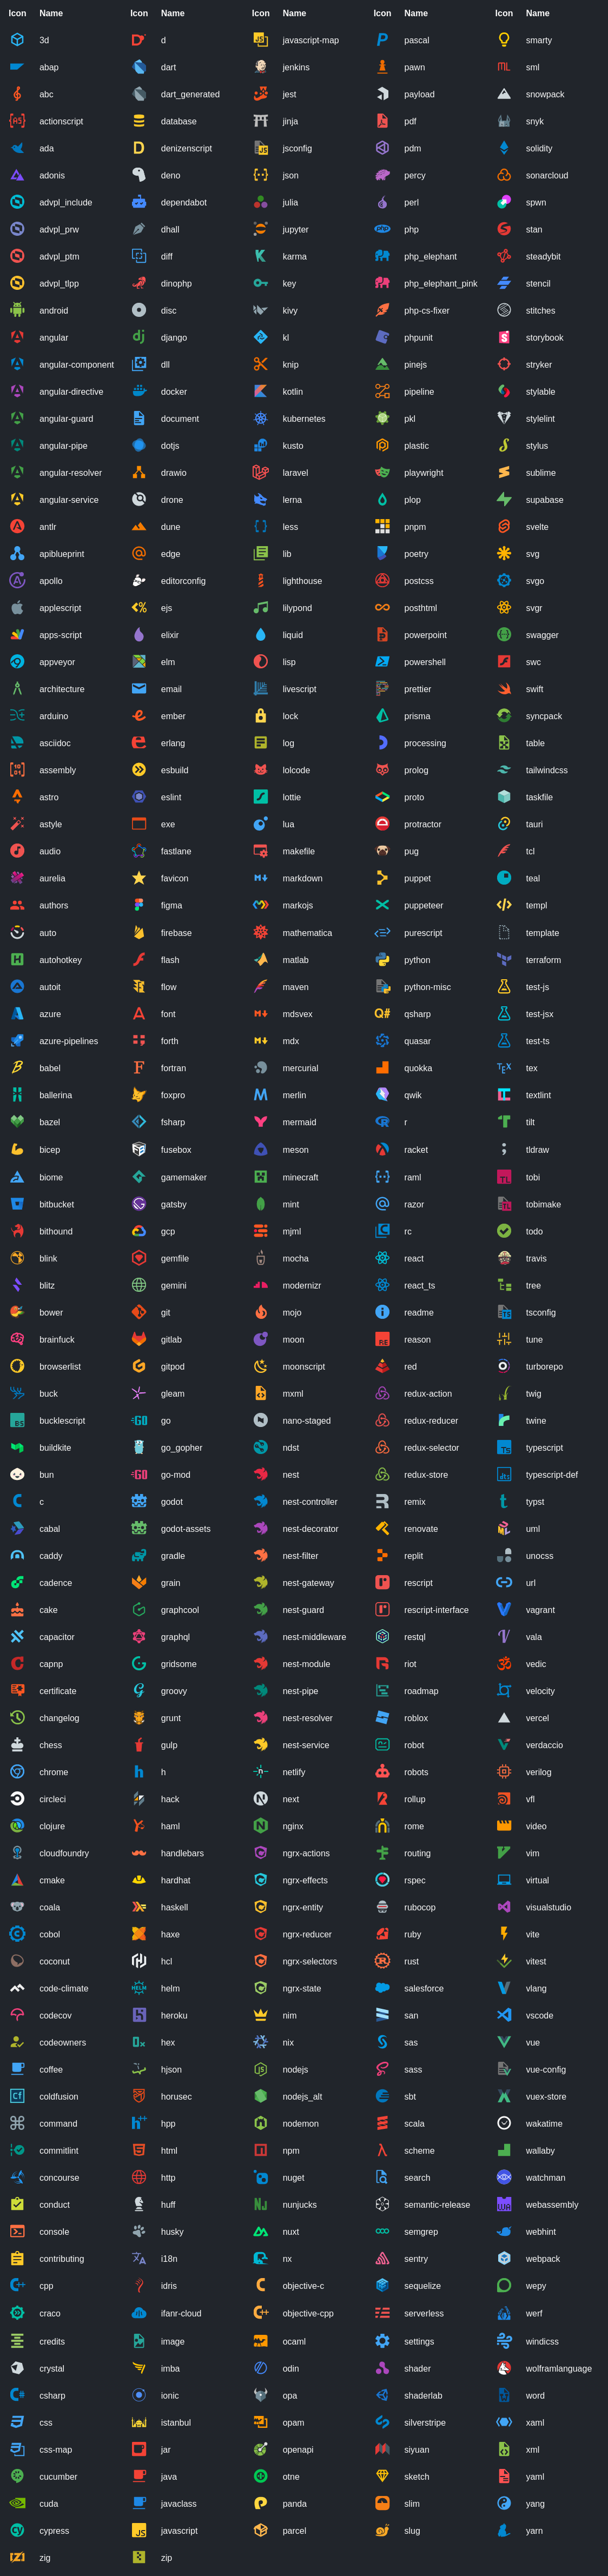 Icon Name Icon Name Icon Name Icon Name Icon Name
3d d javascript-map pascal smarty
abap dart jenkins pawn sml
abc dart_generated jest payload snowpack
actionscript database jinja pdf snyk
ada denizenscript jsconfig pdm solidity
adonis deno json percy sonarcloud
advpl_include dependabot julia perl spwn
advpl_prw dhall jupyter php stan
advpl_ptm diff karma php_elephant steadybit
advpl_tlpp dinophp key php_elephant_pink stencil
android disc kivy php-cs-fixer stitches
angular django kl phpunit storybook
angular-component dll knip pinejs stryker
angular-directive docker kotlin pipeline stylable
angular-guard document kubernetes pkl stylelint
angular-pipe dotjs kusto plastic stylus
angular-resolver drawio laravel playwright sublime
angular-service drone lerna plop supabase
antlr dune less pnpm svelte
apiblueprint edge lib poetry svg
apollo editorconfig lighthouse postcss svgo
applescript ejs lilypond posthtml svgr
apps-script elixir liquid powerpoint swagger
appveyor elm lisp powershell swc
architecture email livescript prettier swift
arduino ember lock prisma syncpack
asciidoc erlang log processing table
assembly esbuild lolcode prolog tailwindcss
astro eslint lottie proto taskfile
astyle exe lua protractor tauri
audio fastlane makefile pug tcl
aurelia favicon markdown puppet teal
authors figma markojs puppeteer templ
auto firebase mathematica purescript template
autohotkey flash matlab python terraform
autoit flow maven python-misc test-js
azure font mdsvex qsharp test-jsx
azure-pipelines forth mdx quasar test-ts
babel fortran mercurial quokka tex
ballerina foxpro merlin qwik textlint
bazel fsharp mermaid r tilt
bicep fusebox meson racket tldraw
biome gamemaker minecraft raml tobi
bitbucket gatsby mint razor tobimake
bithound gcp mjml rc todo
blink gemfile mocha react travis
blitz gemini modernizr react_ts tree
bower git mojo readme tsconfig
brainfuck gitlab moon reason tune
browserlist gitpod moonscript red turborepo
buck gleam mxml redux-action twig
bucklescript go nano-staged redux-reducer twine
buildkite go_gopher ndst redux-selector typescript
bun go-mod nest redux-store typescript-def
c godot nest-controller remix typst
cabal godot-assets nest-decorator renovate uml
caddy gradle nest-filter replit unocss
cadence grain nest-gateway rescript url
cake graphcool nest-guard rescript-interface vagrant
capacitor graphql nest-middleware restql vala
capnp gridsome nest-module riot vedic
certificate groovy nest-pipe roadmap velocity
changelog grunt nest-resolver roblox vercel
chess gulp nest-service robot verdaccio
chrome h netlify robots verilog
circleci hack next rollup vfl
clojure haml nginx rome video
cloudfoundry handlebars ngrx-actions routing vim
cmake hardhat ngrx-effects rspec virtual
coala haskell ngrx-entity rubocop visualstudio
cobol haxe ngrx-reducer ruby vite
coconut hcl ngrx-selectors rust vitest
code-climate helm ngrx-state salesforce vlang
codecov heroku nim san vscode
codeowners hex nix sas vue
coffee hjson nodejs sass vue-config
coldfusion horusec nodejs_alt sbt vuex-store
command hpp nodemon scala wakatime
commitlint html npm scheme wallaby
concourse http nuget search watchman
conduct huff nunjucks semantic-release webassembly
console husky nuxt semgrep webhint
contributing i18n nx sentry webpack
cpp idris objective-c sequelize wepy
craco ifanr-cloud objective-cpp serverless werf
credits image ocaml settings windicss
crystal imba odin shader wolframlanguage
csharp ionic opa shaderlab word
css istanbul opam silverstripe xaml
css-map jar openapi siyuan xml
cucumber java otne sketch yaml
cuda javaclass panda slim yang
cypress javascript parcel slug yarn
zig zip